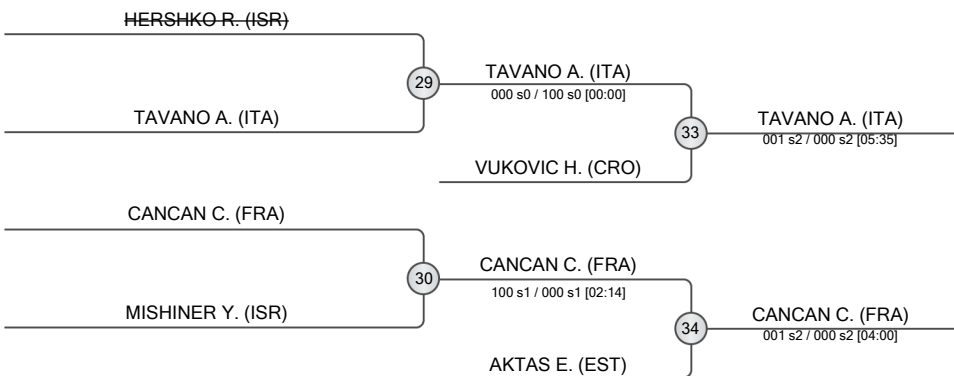 HERSHKO R. (ISR)
29
TAVANO A. (ITA)
000 s0 / 100 s0 [00:00]
TAVANO A. (ITA)
33
TAVANO A. (ITA)
001 s2 / 000 s2 [05:35]
VUKOVIC H. (CRO)
CANCAN C. (FRA)
30
CANCAN C. (FRA)
100 s1 / 000 s1 [02:14]
MISHINER Y. (ISR)
34
CANCAN C. (FRA)
001 s2 / 000 s2 [04:00]
AKTAS E. (EST)